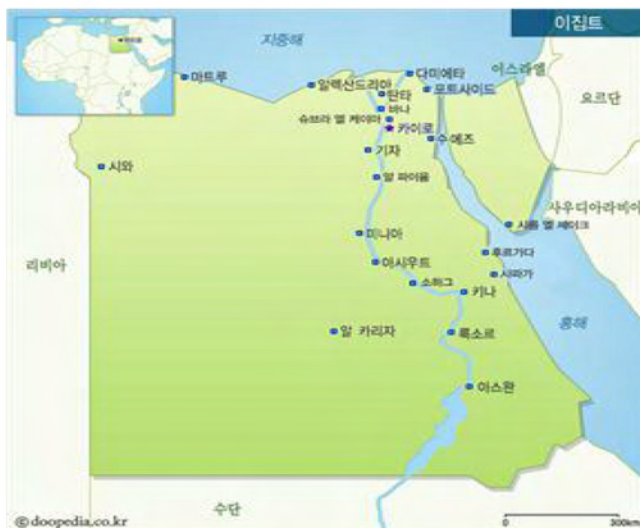 이집트
지중해
이스라엘
요르단
마트루
알렉산드리아
다미에타
포트사이드
탄타
바나
슈브라 엘 케이마
카이로
수에즈
기자
시와
알 파이윰
사우디아라비아
샤름 엘 셰이크
미나아
후르가다
리비아
아시우트
사파가
소하그
키나
홍해
알 카리자
룩소르
아스완
수단
© doopedia.co.kr
0
300km